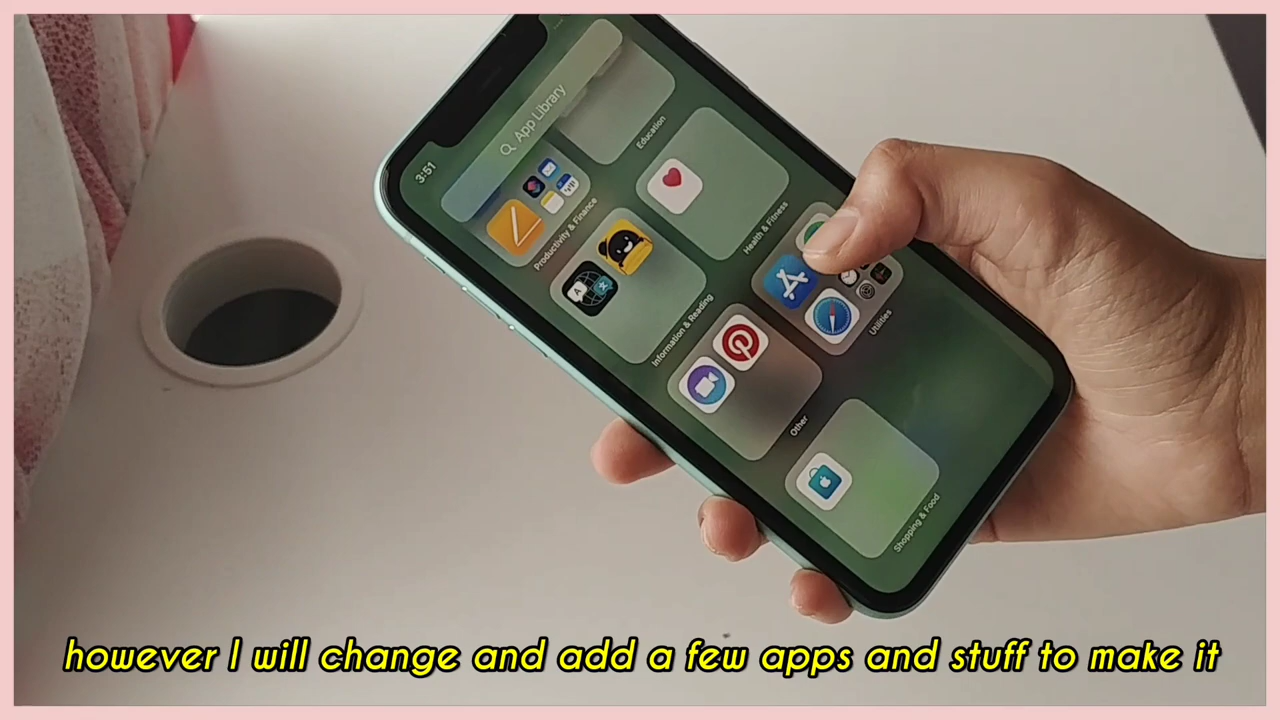 3:51
App Library
Education
Productivity & Finance
Health & Fitness
Information & Reading
Utilities
Other
Shopping & Food
however I will change and add a few apps and stuff to make it